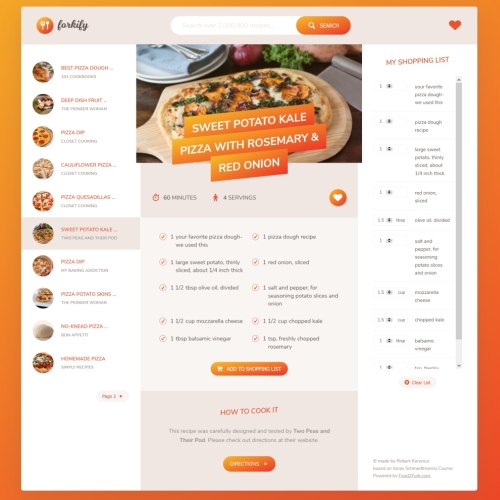 forkify
Search over 1,000,000 recipes...
SEARCH
BEST PIZZA DOUGH ...
101 COOKBOOKS
DEEP DISH FRUIT ...
THE PIONEER WOMAN
PIZZA DIP
CLOSET COOKING
CAULIFLOWER PIZZA ...
CLOSET COOKING
PIZZA QUESADILLAS ...
CLOSET COOKING
SWEET POTATO KALE ...
TWO PEAS AND THEIR POD
PIZZA DIP
MY BAKING ADDICTION
PIZZA POTATO SKINS ...
THE PIONEER WOMAN
NO-KNEAD PIZZA ...
BON APPETIT
HOMEMADE PIZZA
SIMPLY RECIPES
Page 2
SWEET POTATO KALE
PIZZA WITH ROSEMARY &
RED ONION
60 MINUTES
4 SERVINGS
1 your favorite pizza dough-
we used this
1 pizza dough recipe
1 large sweet potato, thinly
sliced, about 1/4 inch thick
1 red onion, sliced
1 1/2 tbsp olive oil, divided
1 salt and pepper, for
seasoning potato slices and
onion
1 1/2 cup mozzarella cheese
1 1/2 cup chopped kale
1 tbsp balsamic vinegar
1 tsp, freshly chopped
rosemary
ADD TO SHOPPING LIST
HOW TO COOK IT
This recipe was carefully designed and tested by Two Peas and
Their Pod. Please check out directions at their website.
DIRECTIONS
MY SHOPPING LIST
1 your favorite
pizza dough-
we used this
1 pizza dough
recipe
1 large sweet
potato, thinly
sliced, about
1/4 inch thick
1 red onion,
sliced
1.5 tbsp olive oil, divided
1 salt and
pepper, for
seasoning
potato slices
and onion
1.5 cup mozzarella
cheese
1.5 cup chopped kale
1 tbsp balsamic
vinegar
1 tsp, freshly
Clear List
© made by Robert Koronco
based on Jonas Schmedtmanns Course.
Powered by Food2Fork.com